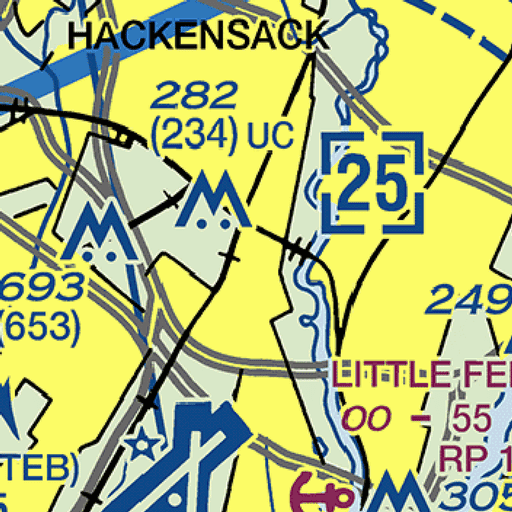 HACKENSACK
282
(234) UC
25
693
(653)
249
LITTLE FE
00 - 55
RP 1
TEB)
305